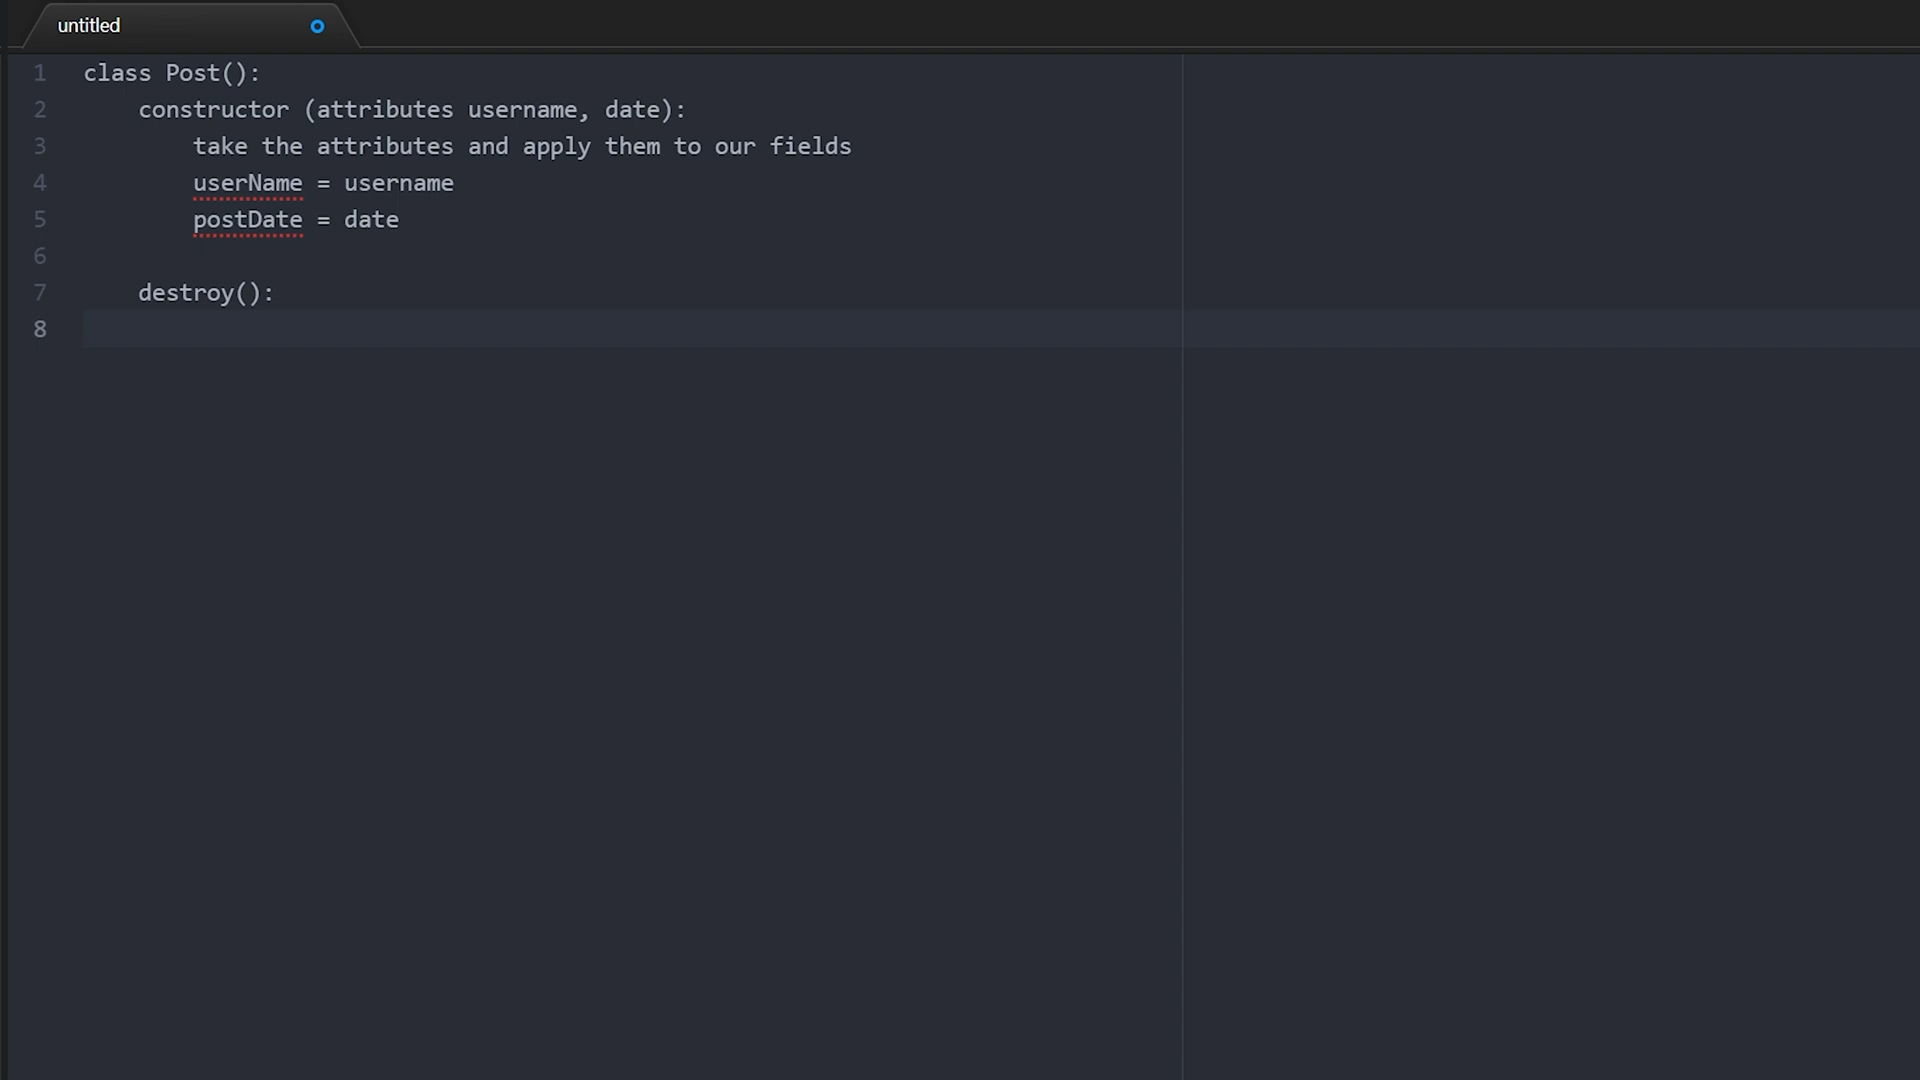 untitled
1 class Post():
2 constructor (attributes username, date):
3 take the attributes and apply them to our fields
4 userName = username
5 postDate = date
6
7 destroy():
8